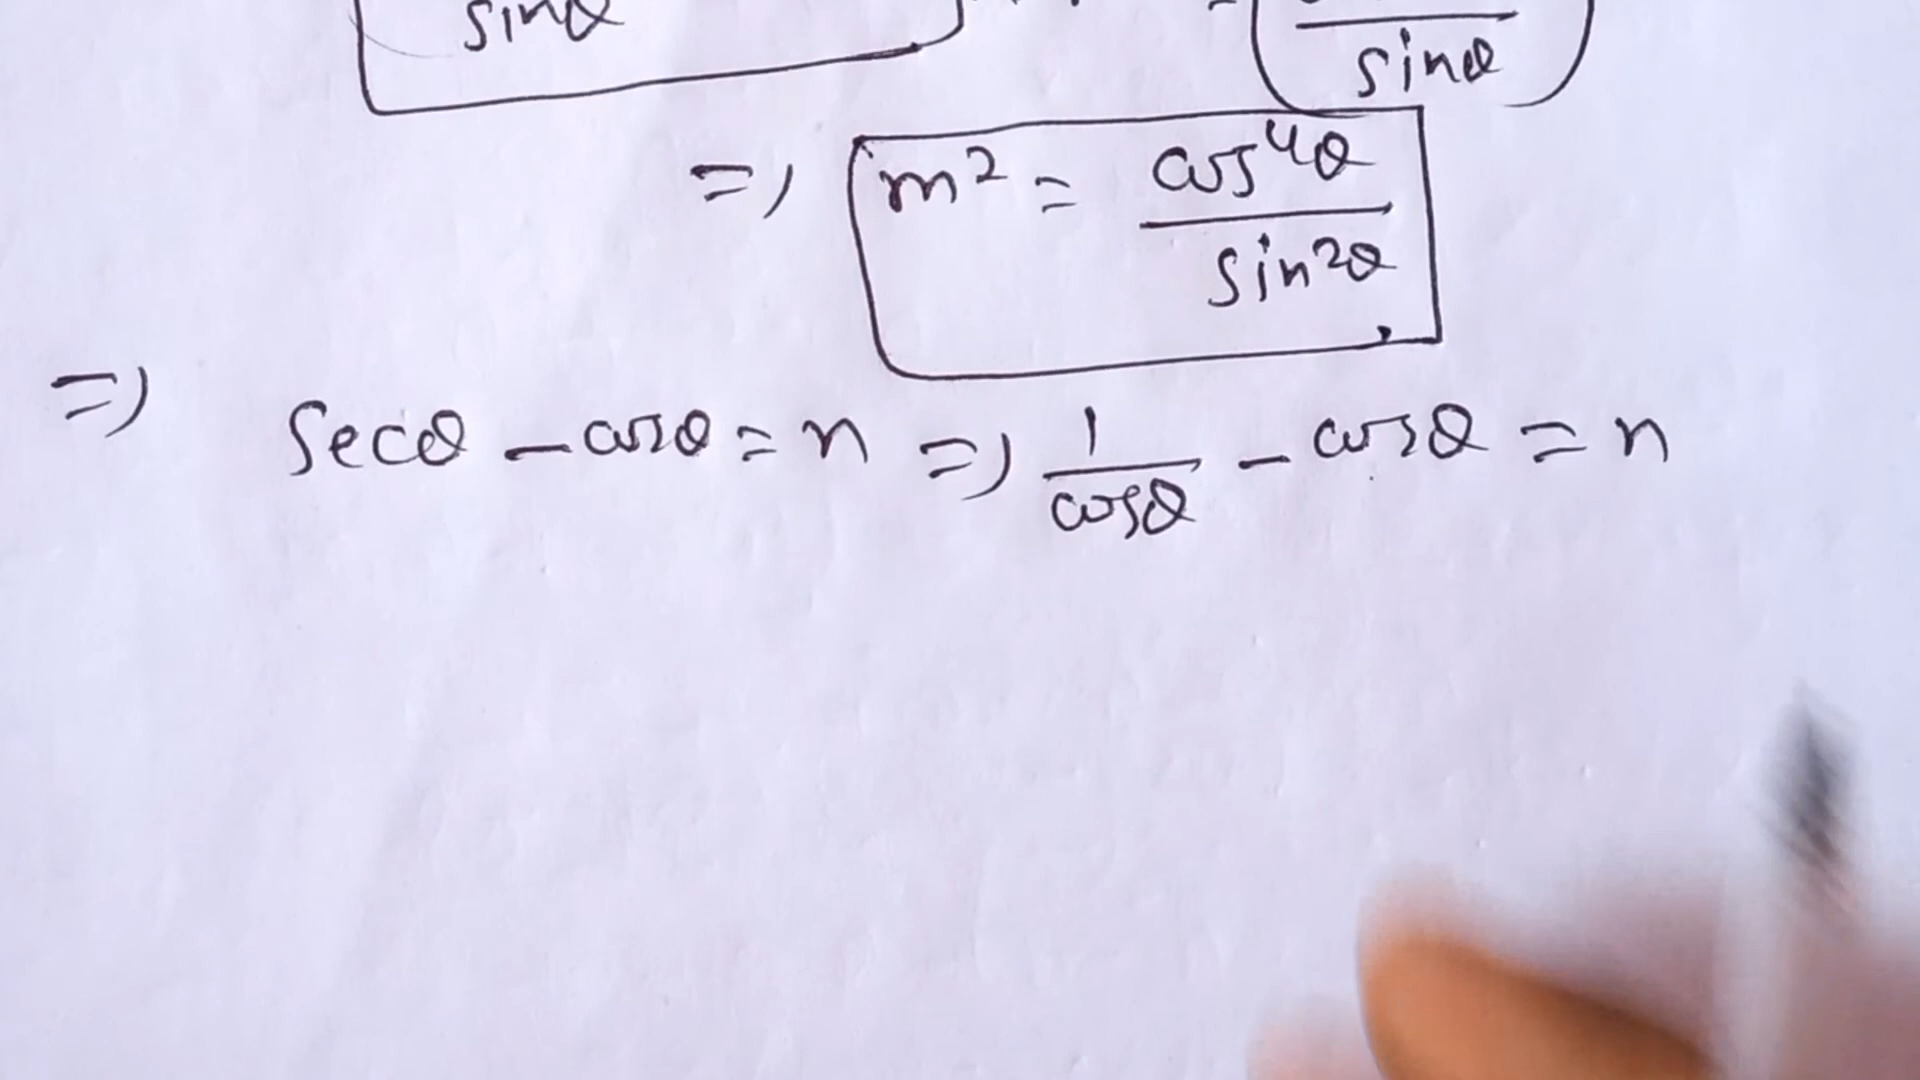 sinθ
sinθ
=> m² = cos⁴θ / sin²θ
=> Secθ - cosθ = n => 1/cosθ - cosθ = n